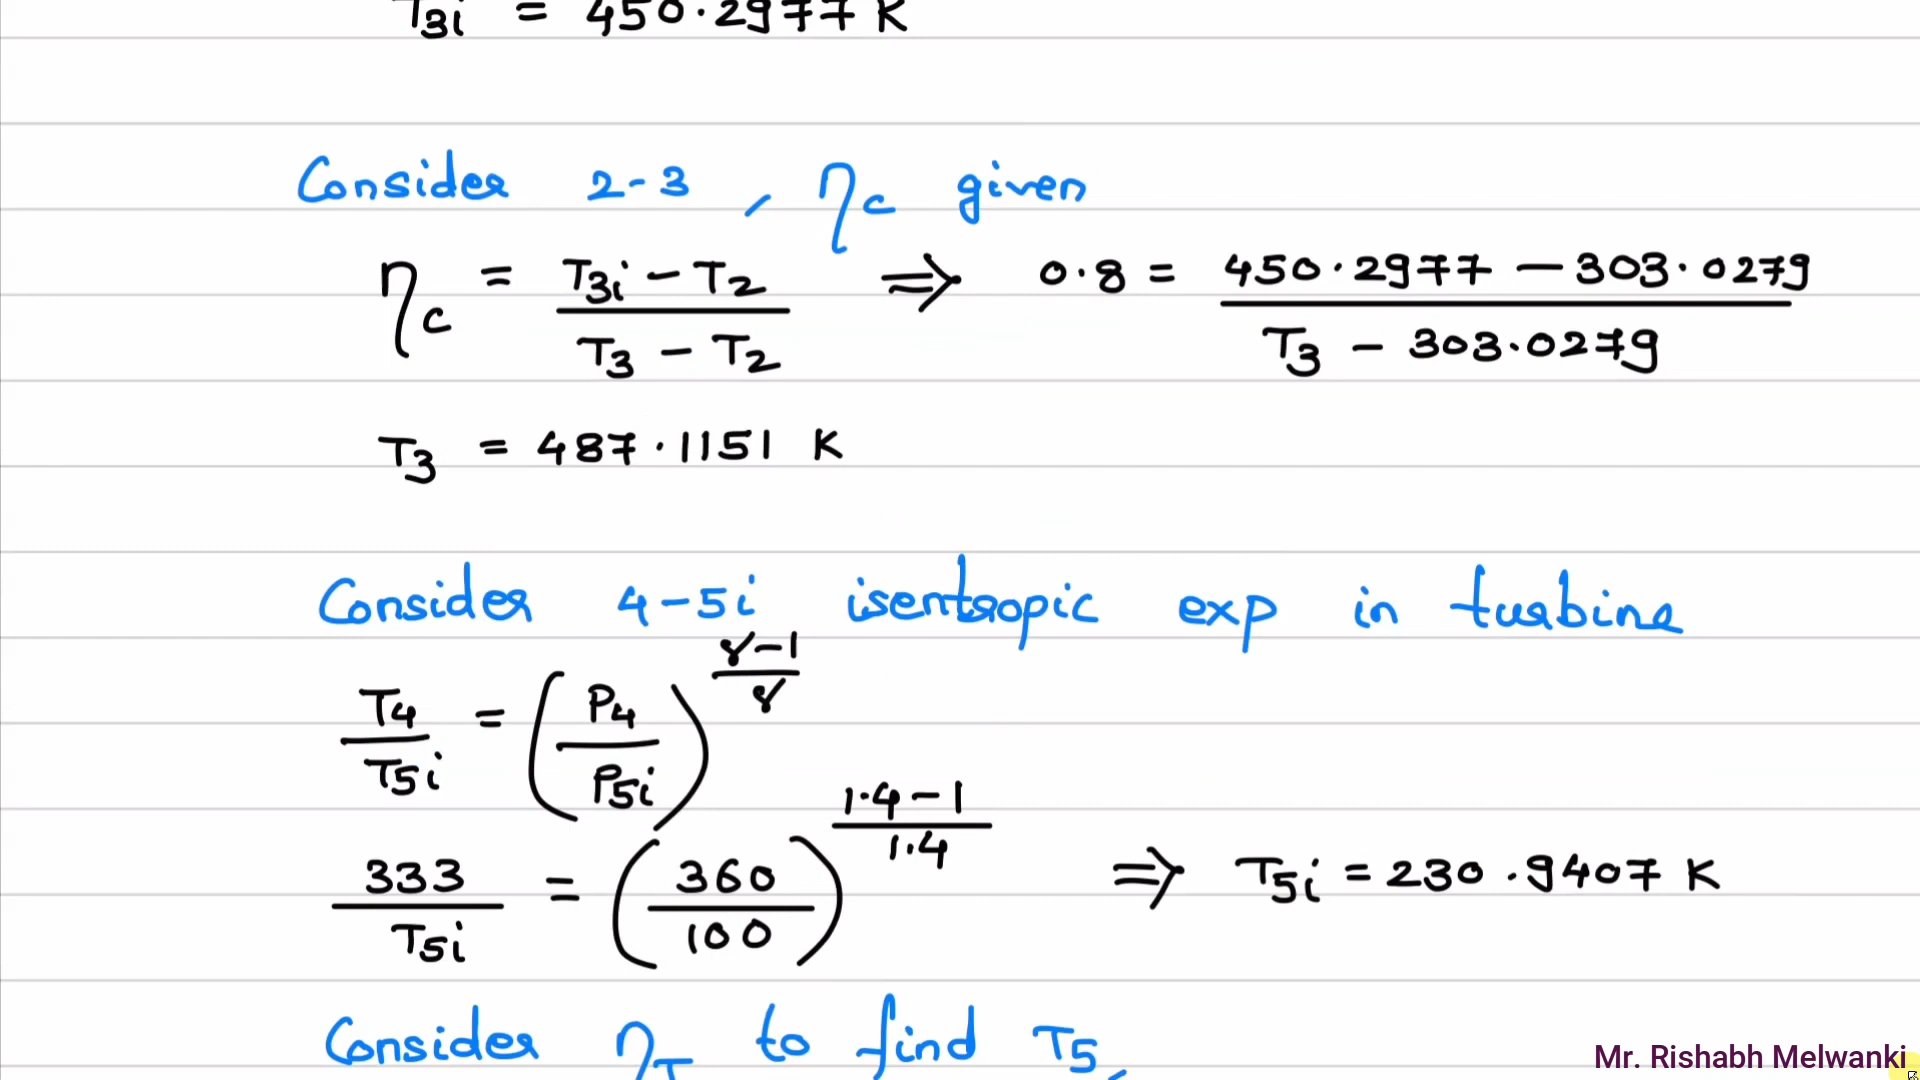 T3i = 450.2977 K
Consider 2-3, ηc given
ηc = (T3i - T2)/(T3 - T2) ⇒ 0.8 = (450.2977 - 303.0279)/(T3 - 303.0279)
T3 = 487.1151 K
Consider 4-5i isentropic exp in turbine
T4/T5i = (P4/P5i)^((γ-1)/γ)
333/T5i = (360/100)^((1.4-1)/1.4) ⇒ T5i = 230.9407 K
Consider ηT to find T5,
Mr. Rishabh Melwanki